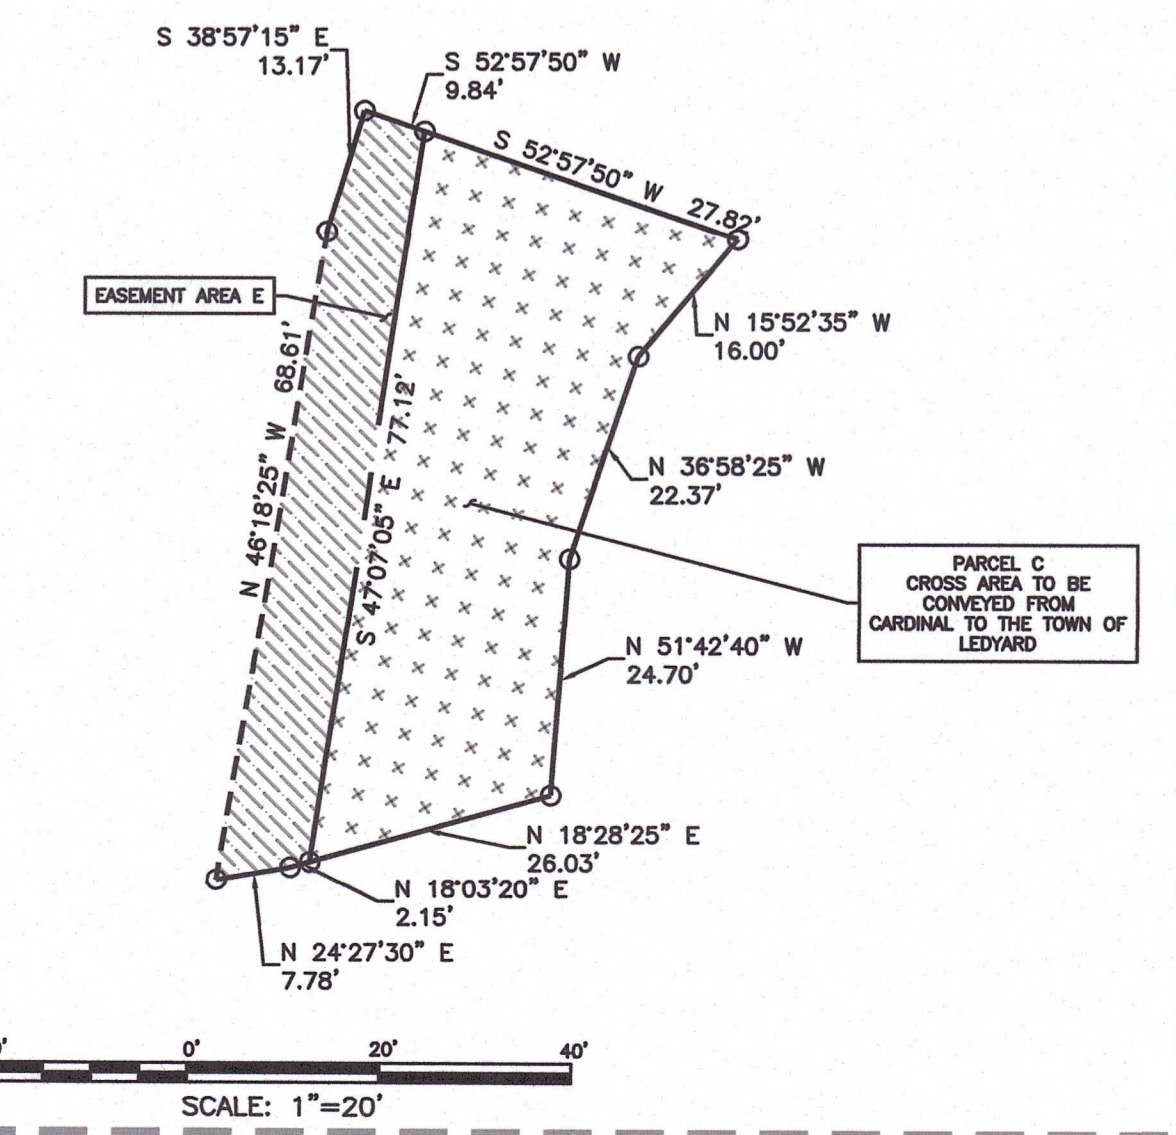 S 38°57'15" E
13.17'
S 52°57'50" W
9.84'
S 52°57'50" W 27.82'
EASEMENT AREA E
N 15°52'35" W
16.00'
N 46°18'25" W 68.61'
S 47°07'05" E 77.12'
N 36°58'25" W
22.37'
PARCEL C
CROSS AREA TO BE
CONVEYED FROM
CARDINAL TO THE TOWN OF
LEDYARD
N 51°42'40" W
24.70'
N 18°28'25" E
26.03'
N 18°03'20" E
2.15'
N 24°27'30" E
7.78'
0' 20' 40'
SCALE: 1"=20'